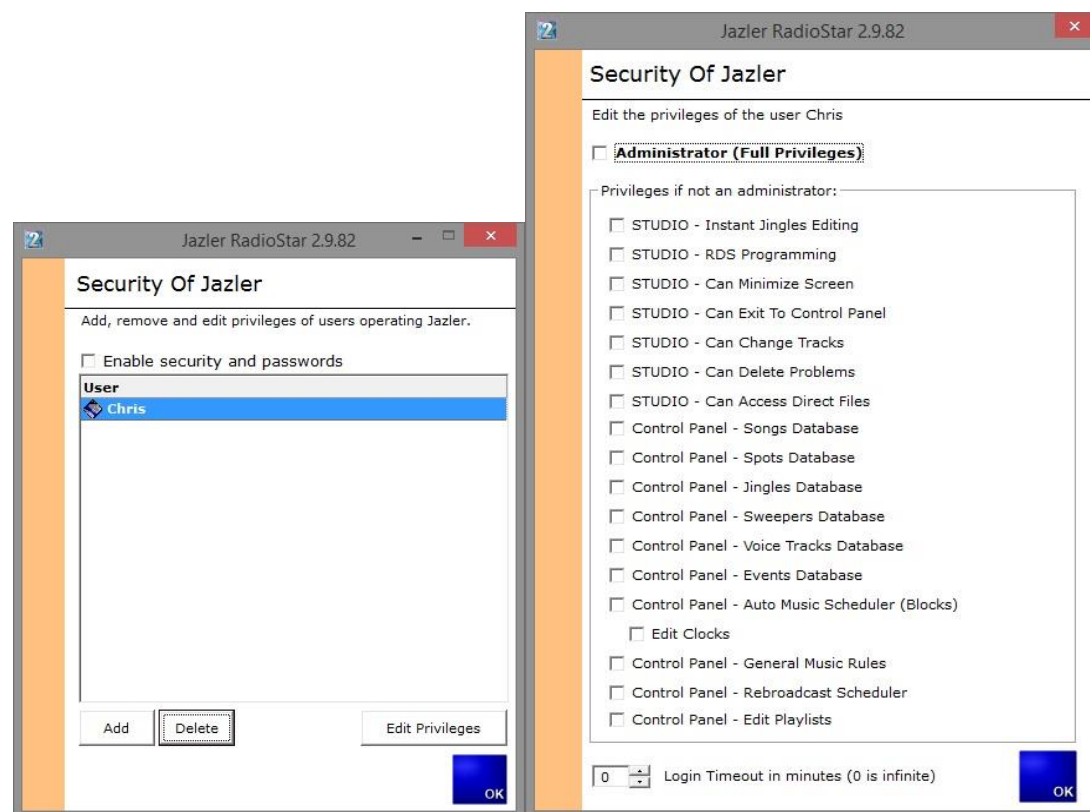 Jazler RadioStar 2.9.82
Security Of Jazler
Add, remove and edit privileges of users operating Jazler.
Enable security and passwords
User
Chris
Add
Delete
Edit Privileges
OK
Jazler RadioStar 2.9.82
Security Of Jazler
Edit the privileges of the user Chris
Administrator (Full Privileges)
Privileges if not an administrator:
STUDIO - Instant Jingles Editing
STUDIO - RDS Programming
STUDIO - Can Minimize Screen
STUDIO - Can Exit To Control Panel
STUDIO - Can Change Tracks
STUDIO - Can Delete Problems
STUDIO - Can Access Direct Files
Control Panel - Songs Database
Control Panel - Spots Database
Control Panel - Jingles Database
Control Panel - Sweepers Database
Control Panel - Voice Tracks Database
Control Panel - Events Database
Control Panel - Auto Music Scheduler (Blocks)
Edit Clocks
Control Panel - General Music Rules
Control Panel - Rebroadcast Scheduler
Control Panel - Edit Playlists
0 Login Timeout in minutes (0 is infinite)
OK